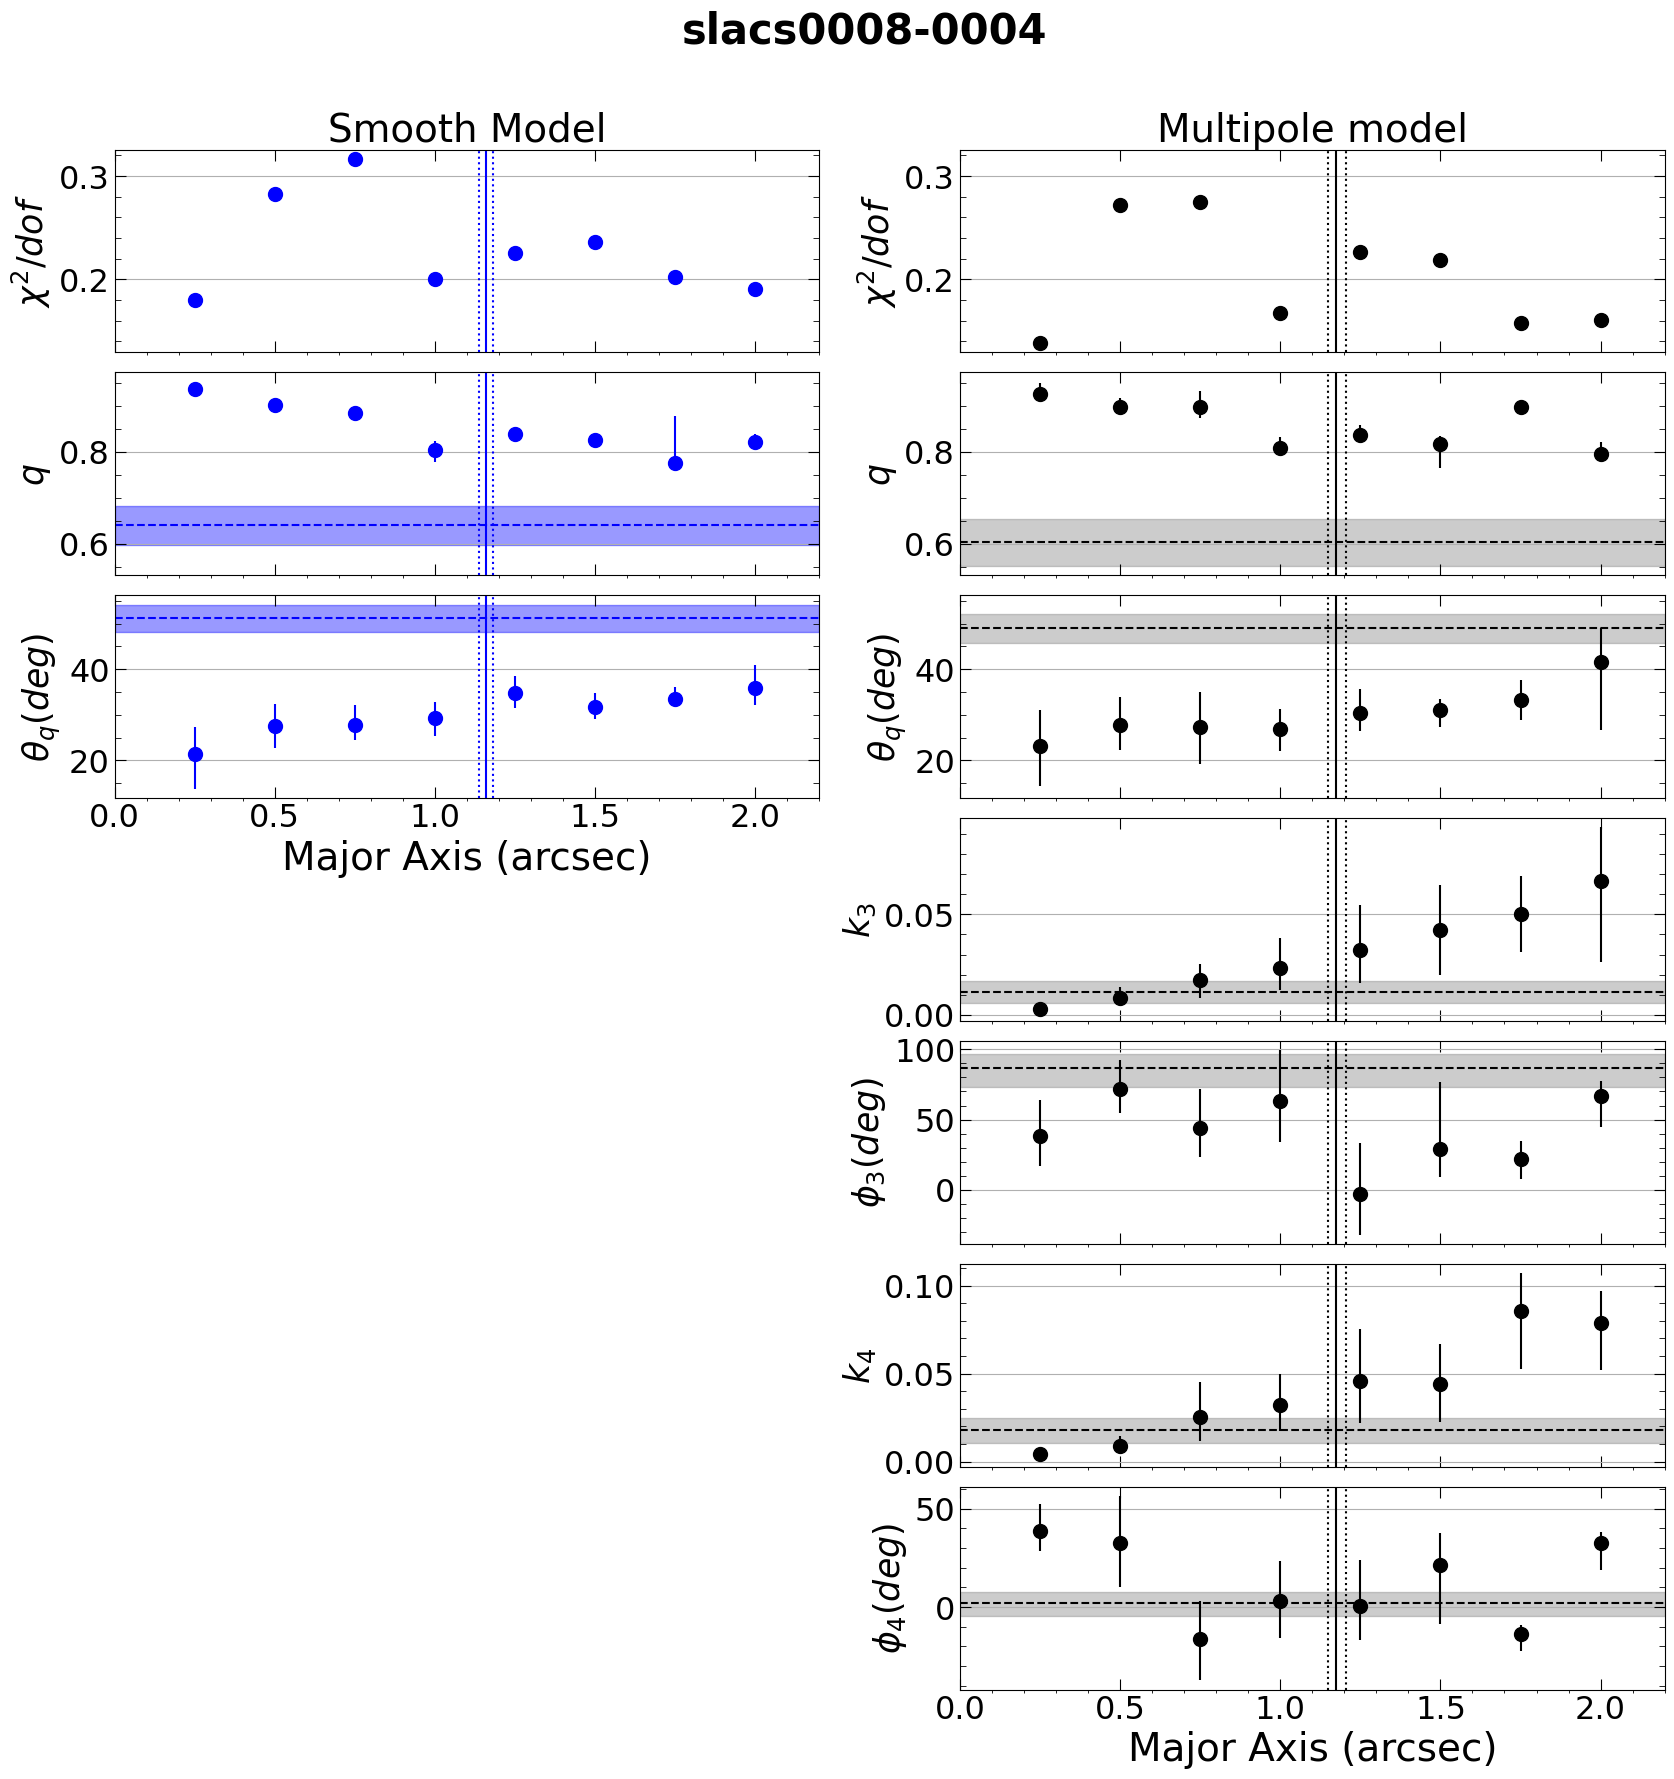 slacs0008-0004
Smooth Model
Multipole model
χ²/dof
0.3
0.2
χ²/dof
0.3
0.2
q
0.8
0.6
q
0.8
0.6
θ_q(deg)
40
20
θ_q(deg)
40
20
0.0 0.5 1.0 1.5 2.0
Major Axis (arcsec)
k₃
0.05
0.00
ϕ₃(deg)
100
50
0
k₄
0.10
0.05
0.00
ϕ₄(deg)
50
0
0.0 0.5 1.0 1.5 2.0
Major Axis (arcsec)